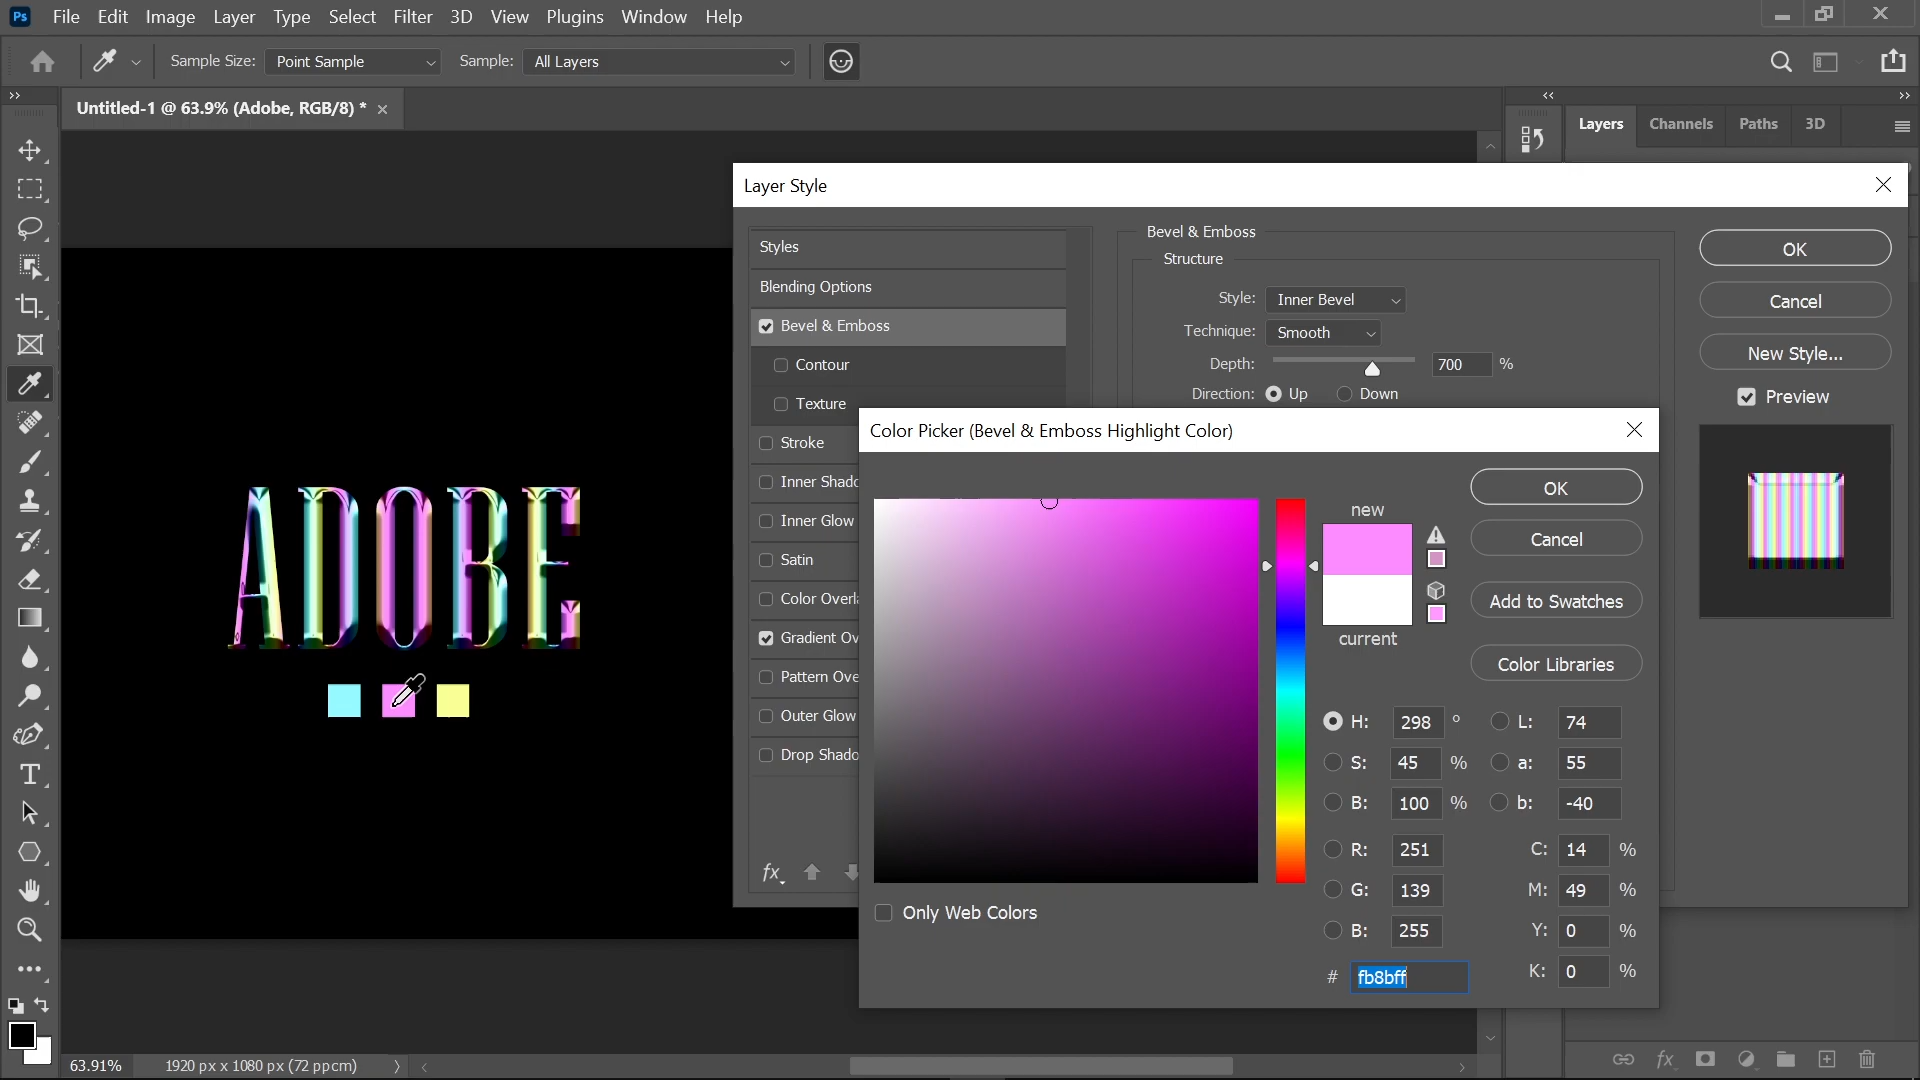 Ps File Edit Image Layer Type Select Filter 3D View Plugins Window Help
Sample Size: Point Sample Sample: All Layers
Untitled-1 @ 63.9% (Adobe, RGB/8) *
Layers Channels Paths 3D
Layer Style
Styles
Blending Options
Bevel & Emboss
Contour
Texture
Stroke
Inner Shado
Inner Glow
Satin
Color Overla
Gradient Ov
Pattern Ove
Outer Glow
Drop Shado
fx
Bevel & Emboss
Structure
Style: Inner Bevel
Technique: Smooth
Depth: 700 %
Direction: Up Down
OK
Cancel
New Style...
Preview
ADOBE
Color Picker (Bevel & Emboss Highlight Color)
new
current
OK
Cancel
Add to Swatches
Color Libraries
H: 298 ° L: 74
S: 45 % a: 55
B: 100 % b: -40
R: 251 C: 14 %
G: 139 M: 49 %
B: 255 Y: 0 %
# fb8bff K: 0 %
Only Web Colors
T
63.91% 1920 px x 1080 px (72 ppcm)
fx